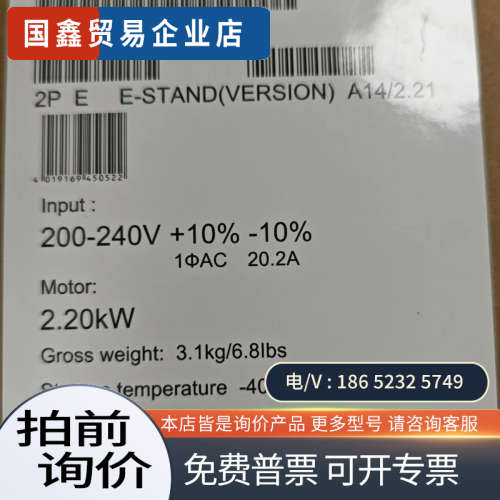 国鑫贸易企业店
2P E E-STAND(VERSION) A14/2.21
4 019169 450522
Input :
200-240V +10% -10%
1ΦAC 20.2A
Motor:
2.20kW
Gross weight: 3.1kg/6.8lbs
temperature -40
电/V : 186 5232 5749
拍前
询价
本店皆是询价产品 更多型号 请咨询客服
免费普票 可开专票